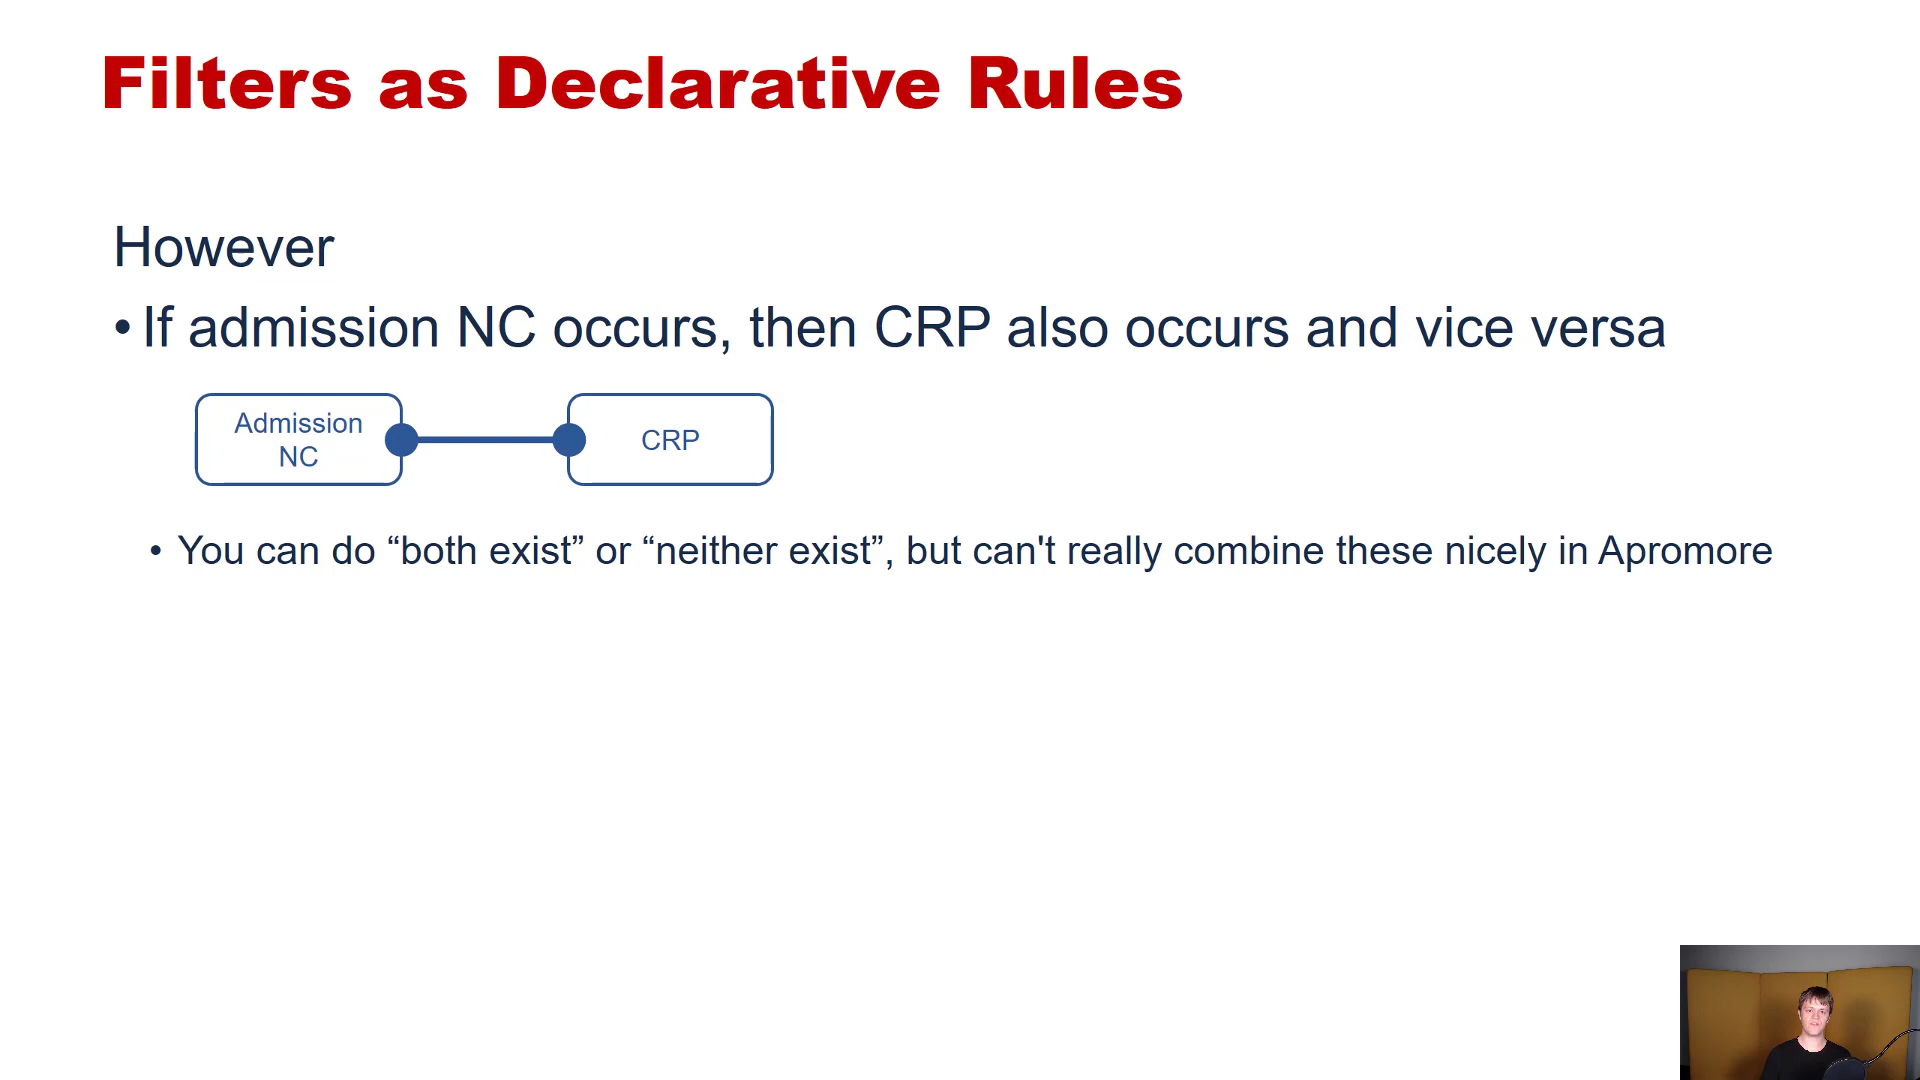 Filters as Declarative Rules
However
• If admission NC occurs, then CRP also occurs and vice versa
Admission
NC
CRP
• You can do “both exist” or “neither exist”, but can't really combine these nicely in Apromore